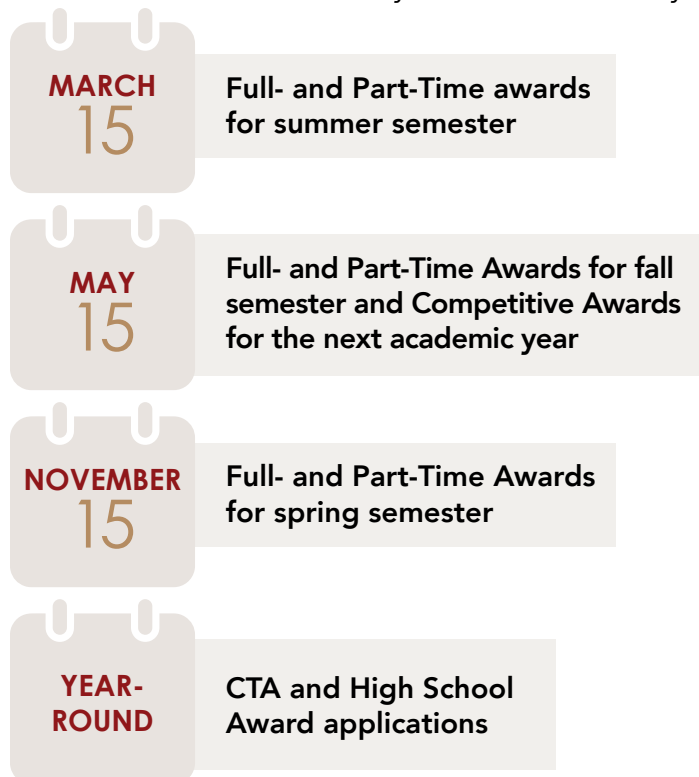 MARCH
15
Full- and Part-Time awards
for summer semester
MAY
15
Full- and Part-Time Awards for fall
semester and Competitive Awards
for the next academic year
NOVEMBER
15
Full- and Part-Time Awards
for spring semester
YEAR-
ROUND
CTA and High School
Award applications